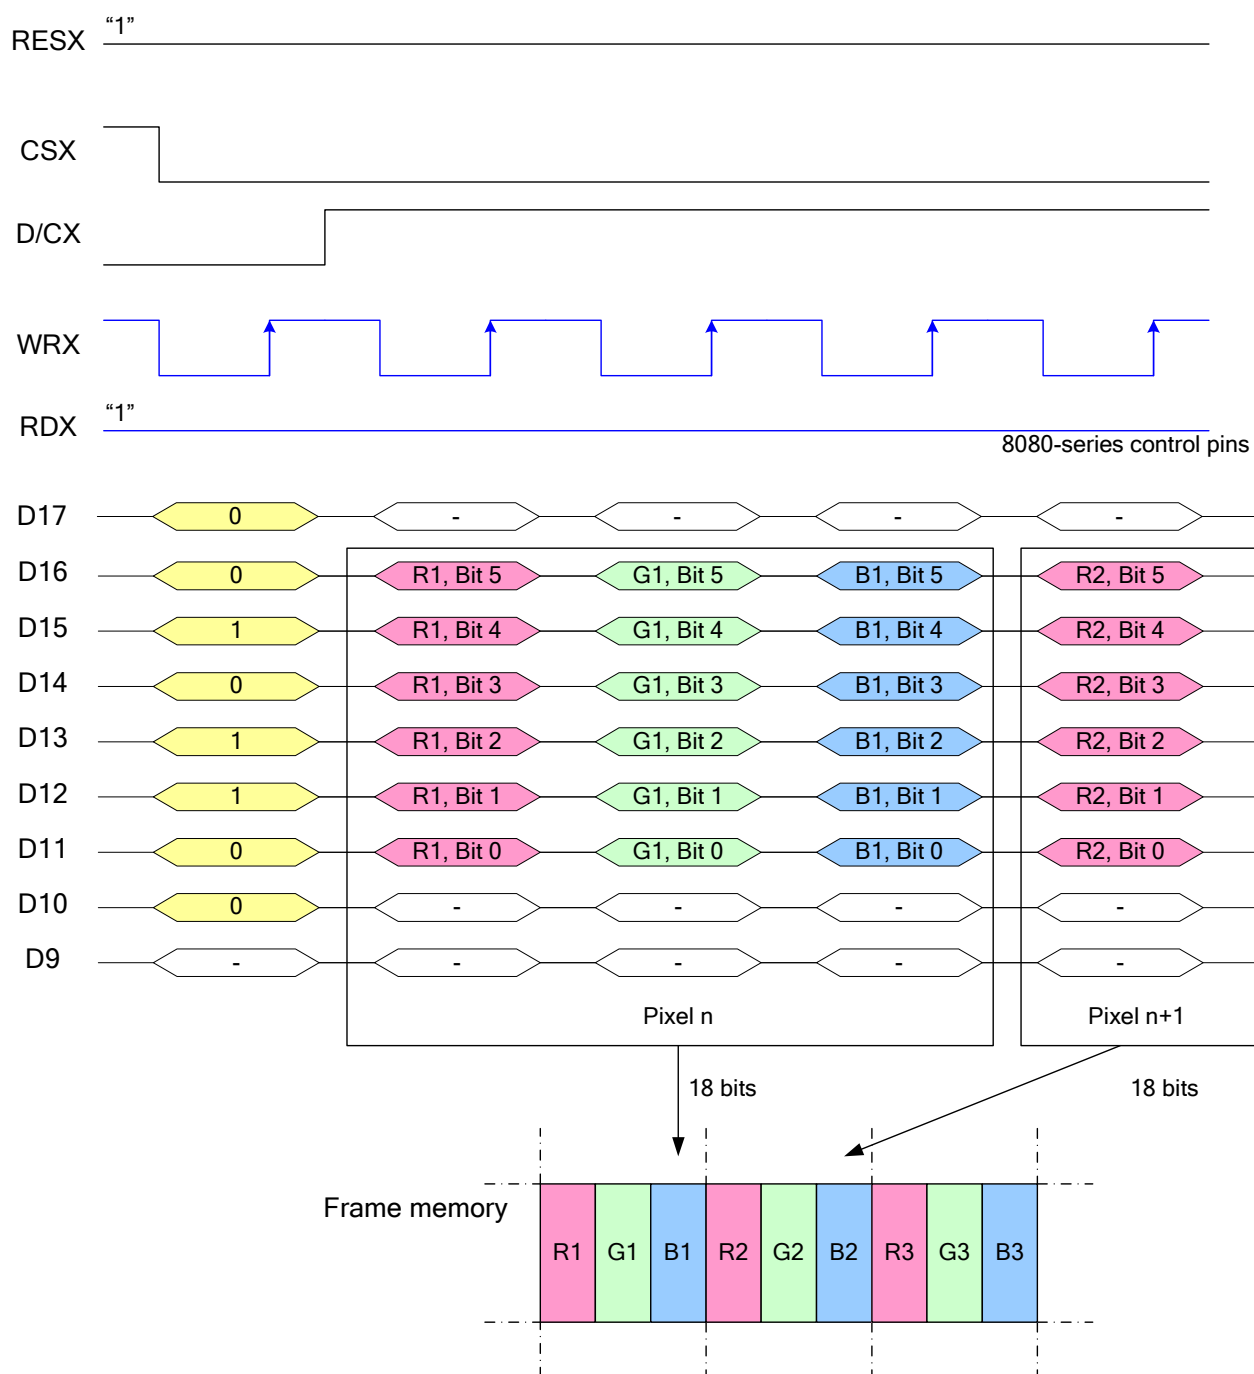 RESX “1”
CSX
D/CX
WRX
RDX “1”
8080-series control pins
D17 0 - - - -
D16 0 R1, Bit 5 G1, Bit 5 B1, Bit 5 R2, Bit 5
D15 1 R1, Bit 4 G1, Bit 4 B1, Bit 4 R2, Bit 4
D14 0 R1, Bit 3 G1, Bit 3 B1, Bit 3 R2, Bit 3
D13 1 R1, Bit 2 G1, Bit 2 B1, Bit 2 R2, Bit 2
D12 1 R1, Bit 1 G1, Bit 1 B1, Bit 1 R2, Bit 1
D11 0 R1, Bit 0 G1, Bit 0 B1, Bit 0 R2, Bit 0
D10 0 - - - -
D9 - - - - -
Pixel n Pixel n+1
18 bits 18 bits
Frame memory
R1 G1 B1 R2 G2 B2 R3 G3 B3